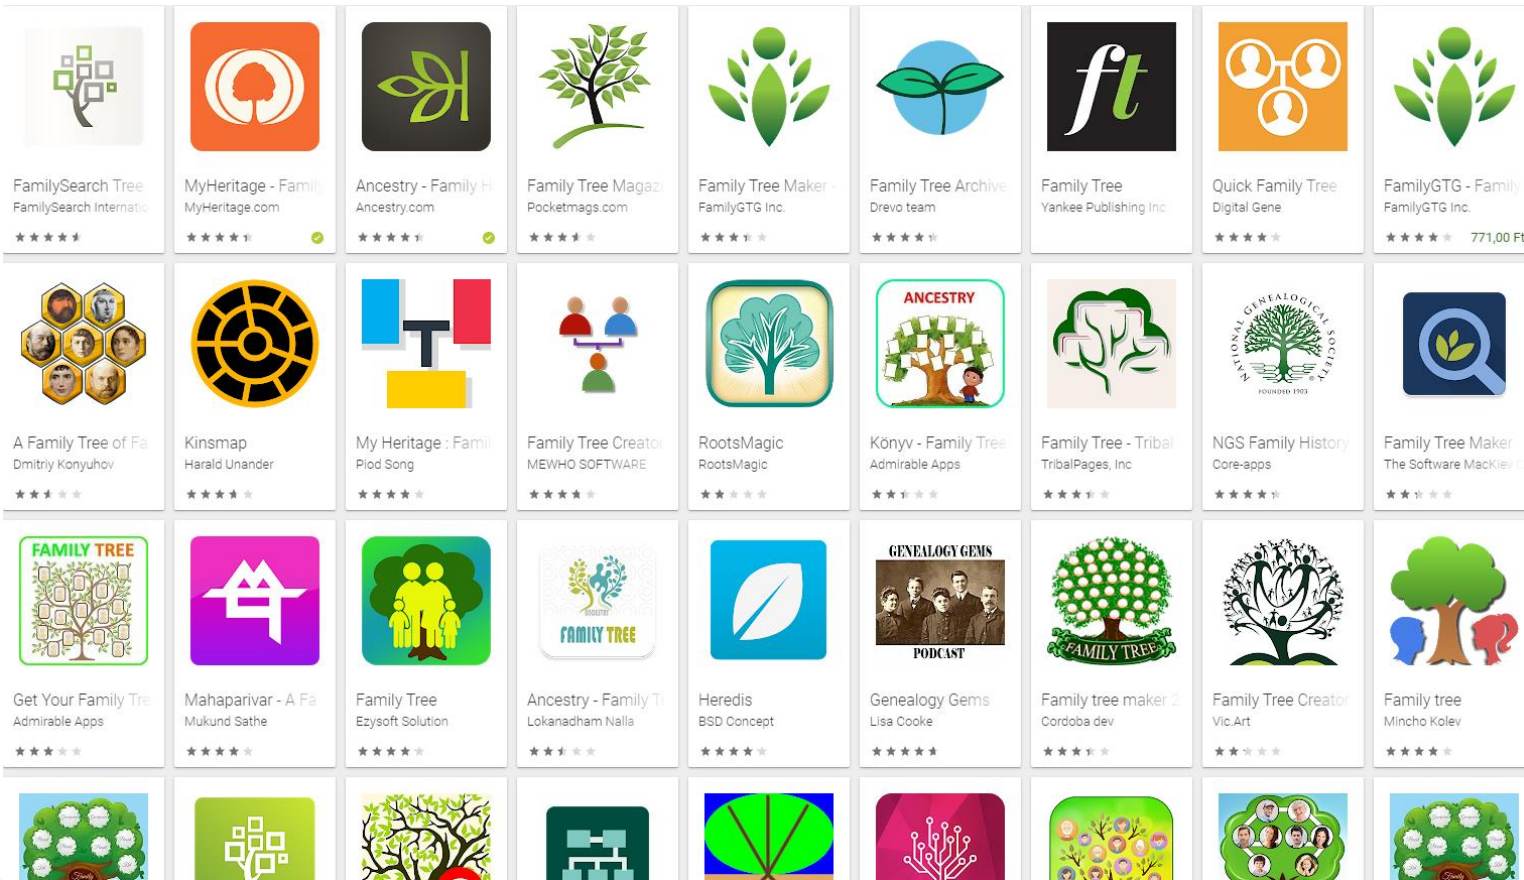 FamilySearch Tree
FamilySearch Internatio
MyHeritage - Family
MyHeritage.com
Ancestry - Family H
Ancestry.com
Family Tree Magazi
Pocketmags.com
Family Tree Maker -
FamilyGTG Inc.
Family Tree Archive
Drevo team
ft
Family Tree
Yankee Publishing Inc.
Quick Family Tree
Digital Gene
FamilyGTG - Family
FamilyGTG Inc.
771,00 Ft
A Family Tree of Fa
Dmitriy Konyuhov
Kinsmap
Harald Unander
My Heritage : Famil
Piod Song
Family Tree Creator
MEWHO SOFTWARE
RootsMagic
RootsMagic
ANCESTRY
Könyv - Family Tree
Admirable Apps
Family Tree - Tribal
TribalPages, Inc
NATIONAL GENEALOGICAL SOCIETY
®
FOUNDED 1903
NGS Family History
Core-apps
Family Tree Maker
The Software MacKiev C
FAMILY TREE
Get Your Family Tre
Admirable Apps
Mahaparivar - A Fa
Mukund Sathe
Family Tree
Ezysoft Solution
ANCESTRY
FAMILY TREE
Ancestry - Family Tr
Lokanadham Nalla
Heredis
BSD Concept
GENEALOGY GEMS
PODCAST
Genealogy Gems
Lisa Cooke
FAMILY TREE
Family tree maker 2
Cordoba dev
Family Tree Creator
Vic.Art
Family tree
Mincho Kolev
Family
Family